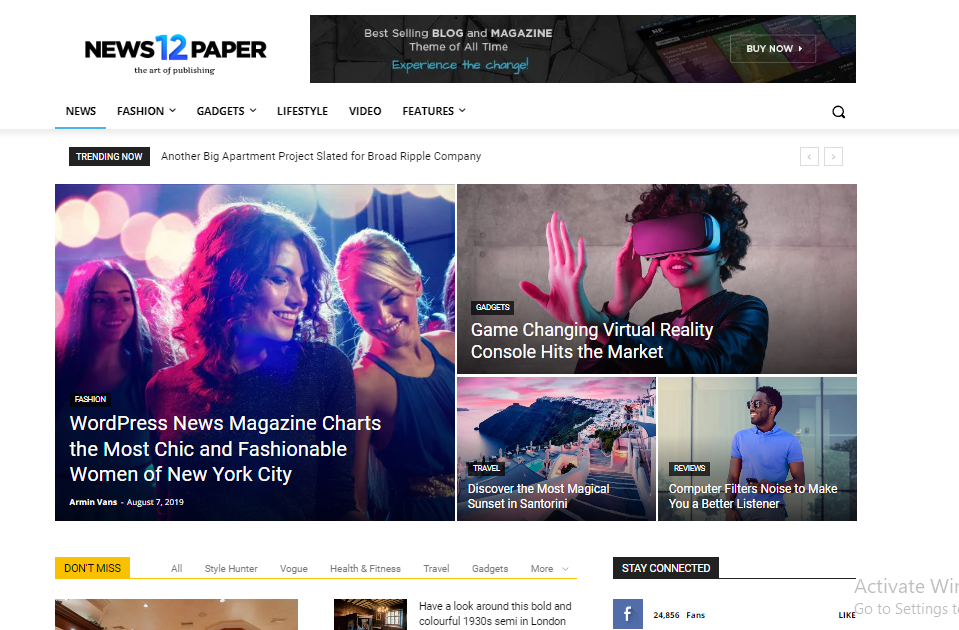 NEWS 12 PAPER
the art of publishing
Best Selling BLOG and MAGAZINE
Theme of All Time
Experience the change!
BUY NOW
NEWS FASHION GADGETS LIFESTYLE VIDEO FEATURES
TRENDING NOW Another Big Apartment Project Slated for Broad Ripple Company
FASHION
WordPress News Magazine Charts
the Most Chic and Fashionable
Women of New York City
Armin Vans - August 7, 2019
GADGETS
Game Changing Virtual Reality
Console Hits the Market
TRAVEL
Discover the Most Magical
Sunset in Santorini
REVIEWS
Computer Filters Noise to Make
You a Better Listener
DON'T MISS All Style Hunter Vogue Health & Fitness Travel Gadgets More
Have a look around this bold and
colourful 1930s semi in London
STAY CONNECTED
f 24,856 Fans LIKE
Activate Win
Go to Settings t